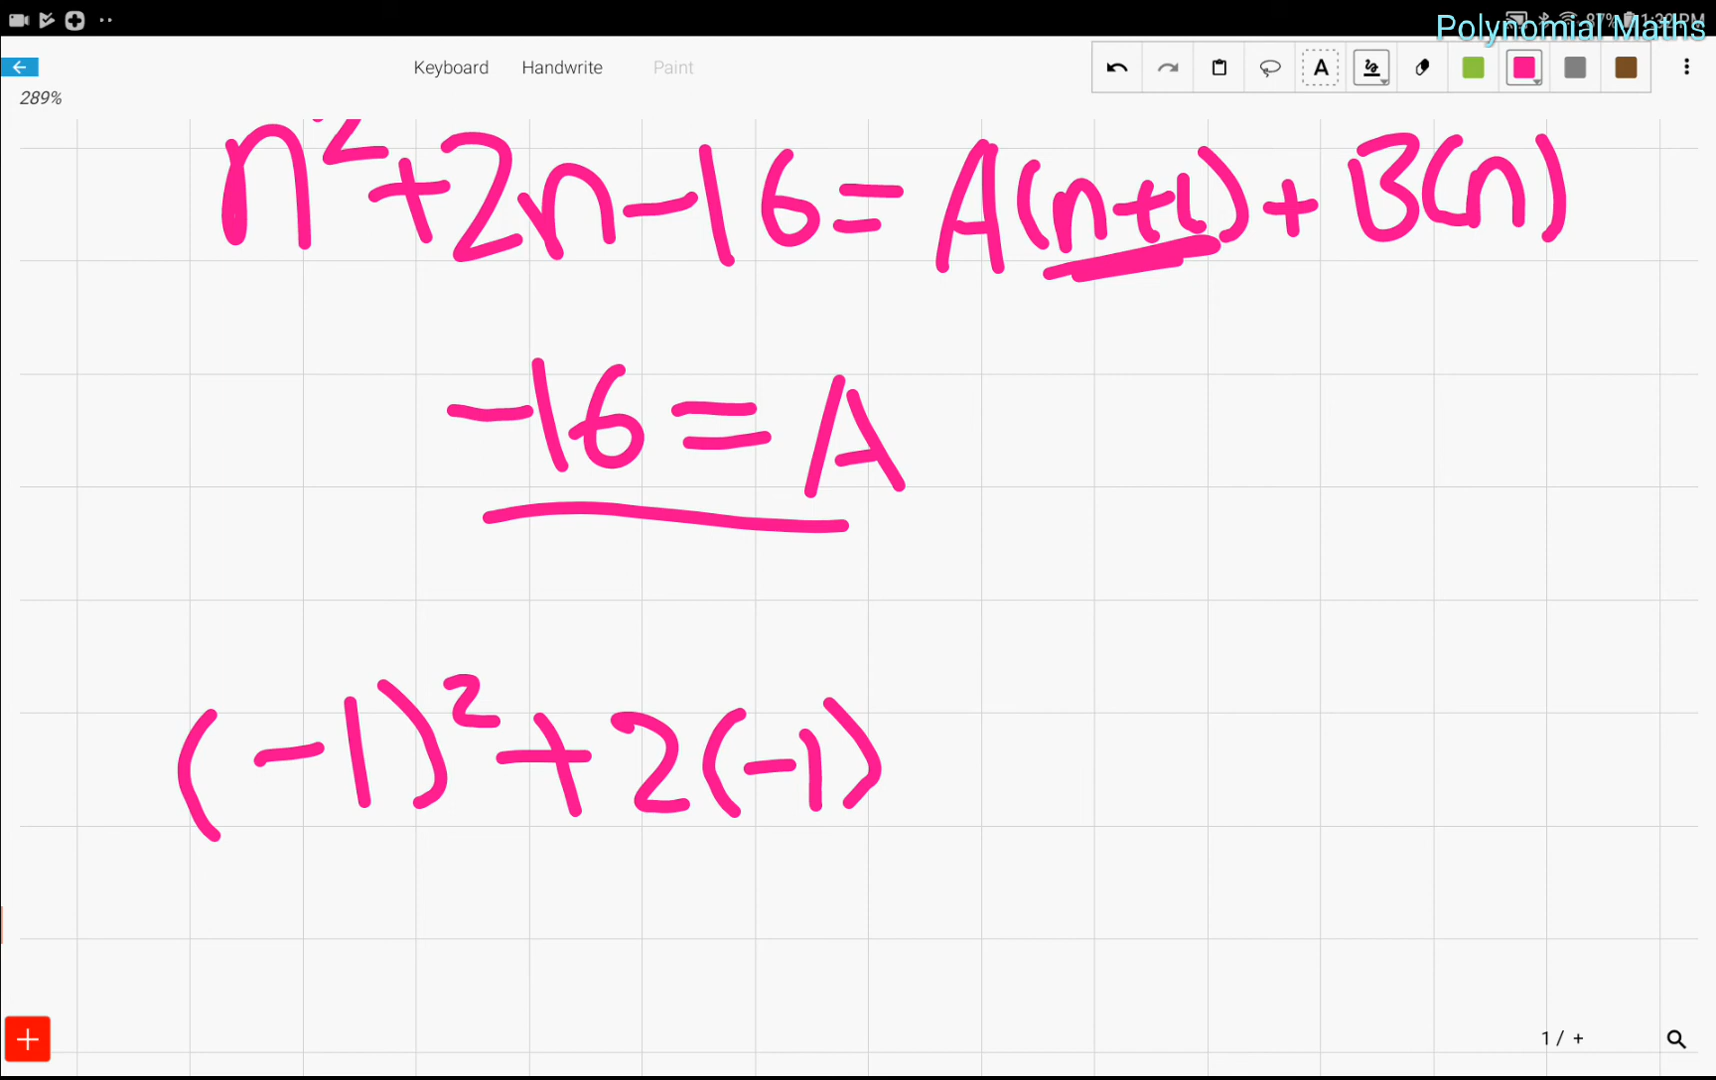 Polynomial Maths
Keyboard Handwrite Paint
A
289%
n²+2n-16=A(n+1)+B(n)
-16=A
(-1)²+2(-1)
1 / +